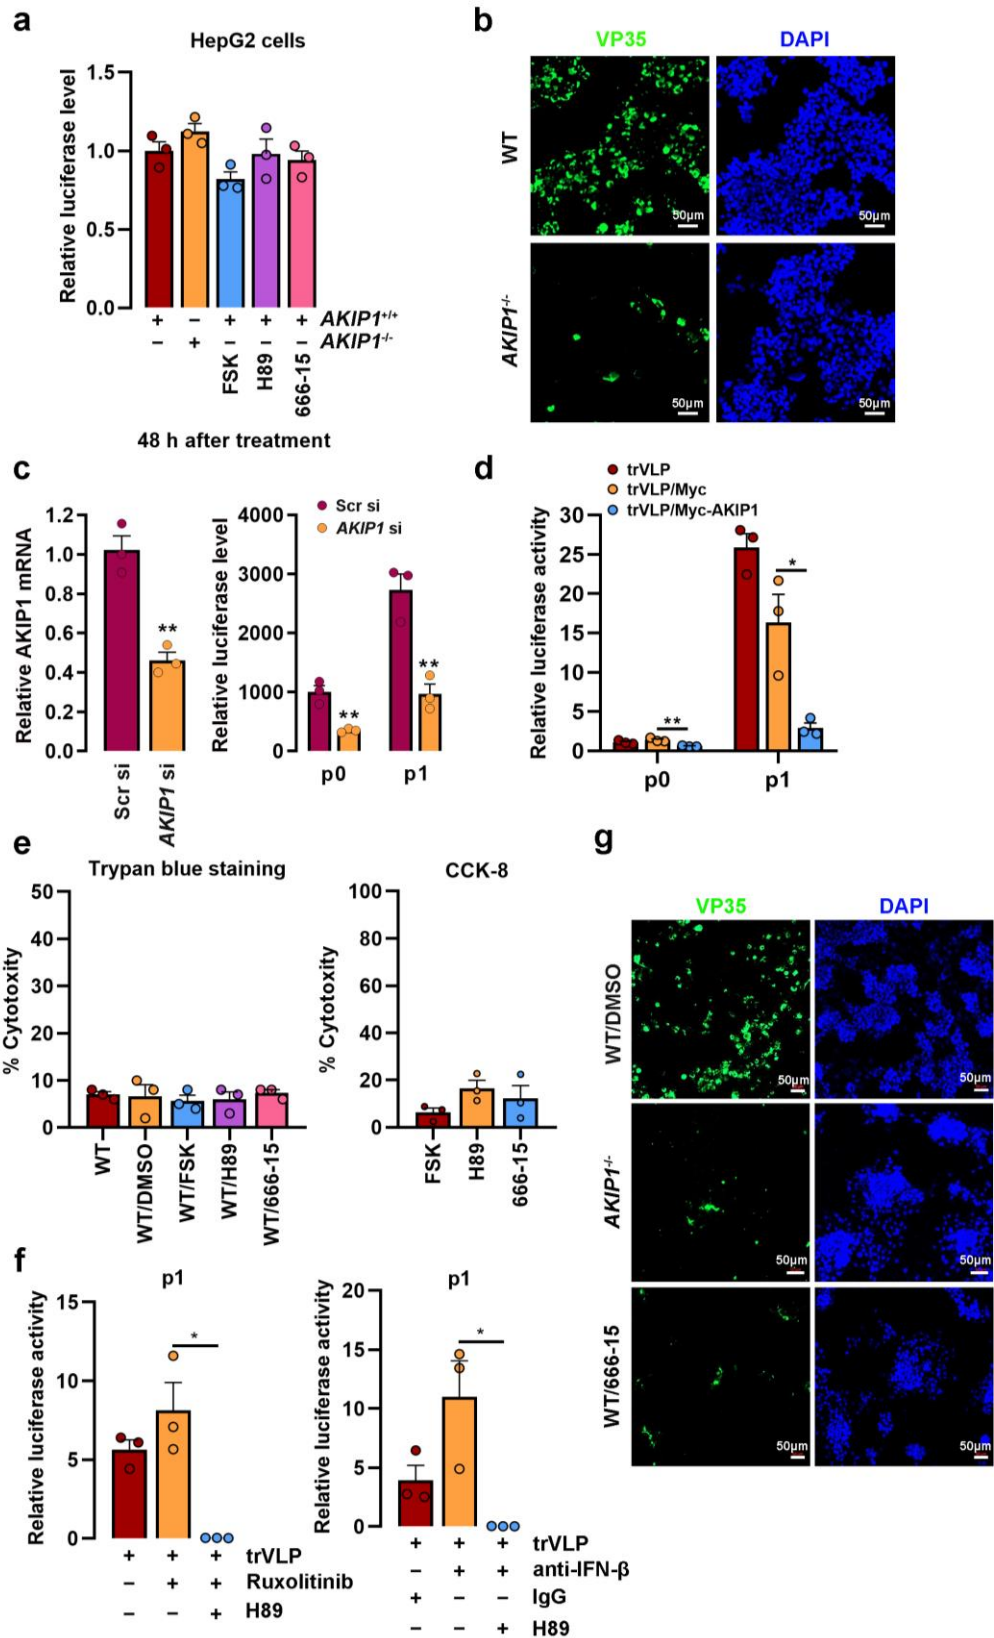 a
HepG2 cells
Relative luciferase level
1.5
1.0
0.5
0.0
+ − + + + AKIP1+/+
− + − − − AKIP1-/-
FSK
H89
666-15
48 h after treatment
b
VP35 DAPI
WT
50μm 50μm
AKIP1-/-
50μm 50μm
c
Relative AKIP1 mRNA
1.2
1.0
0.8
0.6
0.4
0.2
0.0
**
Scr si
AKIP1 si
Relative luciferase level
Scr si
AKIP1 si
4000
3000
2000
1000
0
**
**
p0 p1
d
trVLP
trVLP/Myc
trVLP/Myc-AKIP1
Relative luciferase activity
30
25
20
15
10
5
0
**
*
p0 p1
e
Trypan blue staining
% Cytotoxity
50
40
30
20
10
0
WT
WT/DMSO
WT/FSK
WT/H89
WT/666-15
CCK-8
% Cytotoxity
100
80
60
40
20
0
FSK
H89
666-15
f
p1
Relative luciferase activity
15
10
5
0
*
+ + + trVLP
− + + Ruxolitinib
− − + H89
p1
Relative luciferase activity
20
15
10
5
0
*
+ + + trVLP
− + + anti-IFN-β
+ − − IgG
− − + H89
g
VP35 DAPI
WT/DMSO
50μm 50μm
AKIP1-/-
50μm 50μm
WT/666-15
50μm 50μm